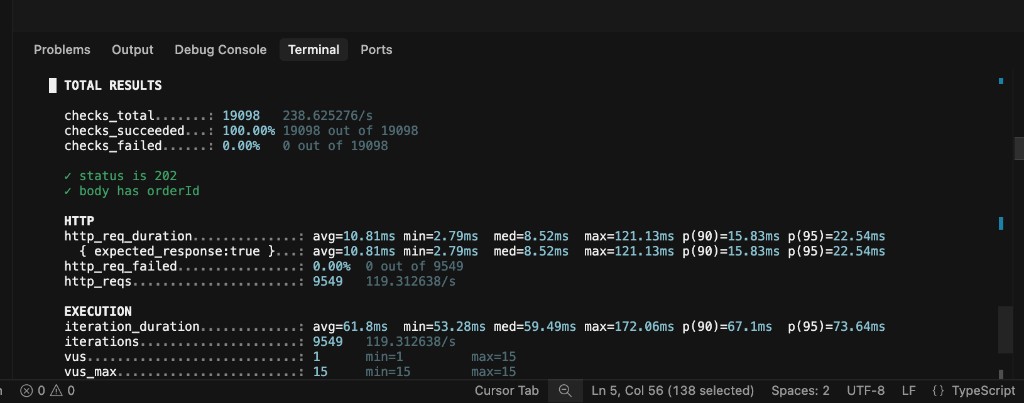 Problems Output Debug Console Terminal Ports
TOTAL RESULTS
checks_total.......: 19098 238.625276/s
checks_succeeded...: 100.00% 19098 out of 19098
checks_failed......: 0.00% 0 out of 19098
✓ status is 202
✓ body has orderId
HTTP
http_req_duration..............: avg=10.81ms min=2.79ms med=8.52ms max=121.13ms p(90)=15.83ms p(95)=22.54ms
{ expected_response:true }...: avg=10.81ms min=2.79ms med=8.52ms max=121.13ms p(90)=15.83ms p(95)=22.54ms
http_req_failed................: 0.00% 0 out of 9549
http_reqs......................: 9549 119.312638/s
EXECUTION
iteration_duration.............: avg=61.8ms min=53.28ms med=59.49ms max=172.06ms p(90)=67.1ms p(95)=73.64ms
iterations.....................: 9549 119.312638/s
vus............................: 1 min=1 max=15
vus_max........................: 15 min=15 max=15
0 0 Cursor Tab Ln 5, Col 56 (138 selected) Spaces: 2 UTF-8 LF {} TypeScript